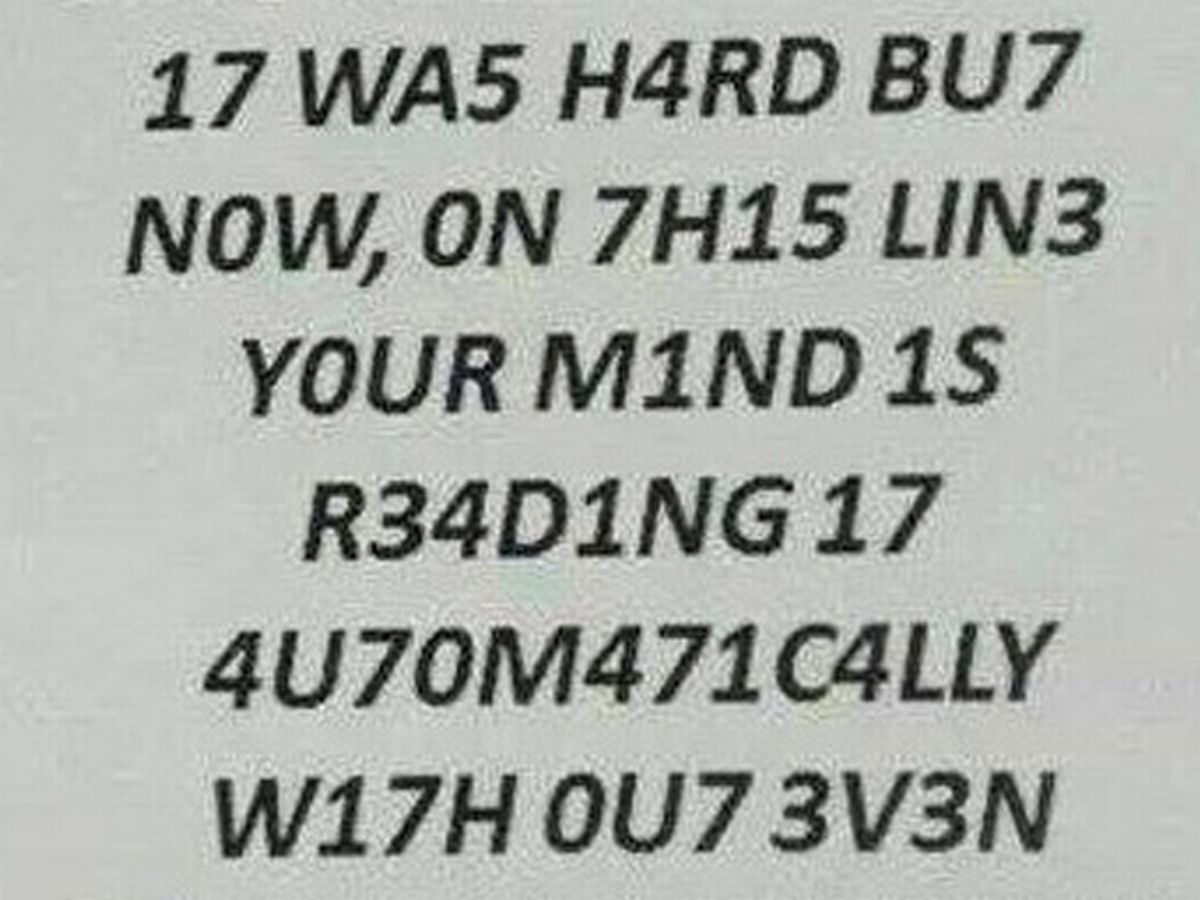 17 WA5 H4RD BU7
N0W, 0N 7H15 LIN3
Y0UR M1ND 1S
R34D1NG 17
4U70M471C4LLY
W17H 0U7 3V3N